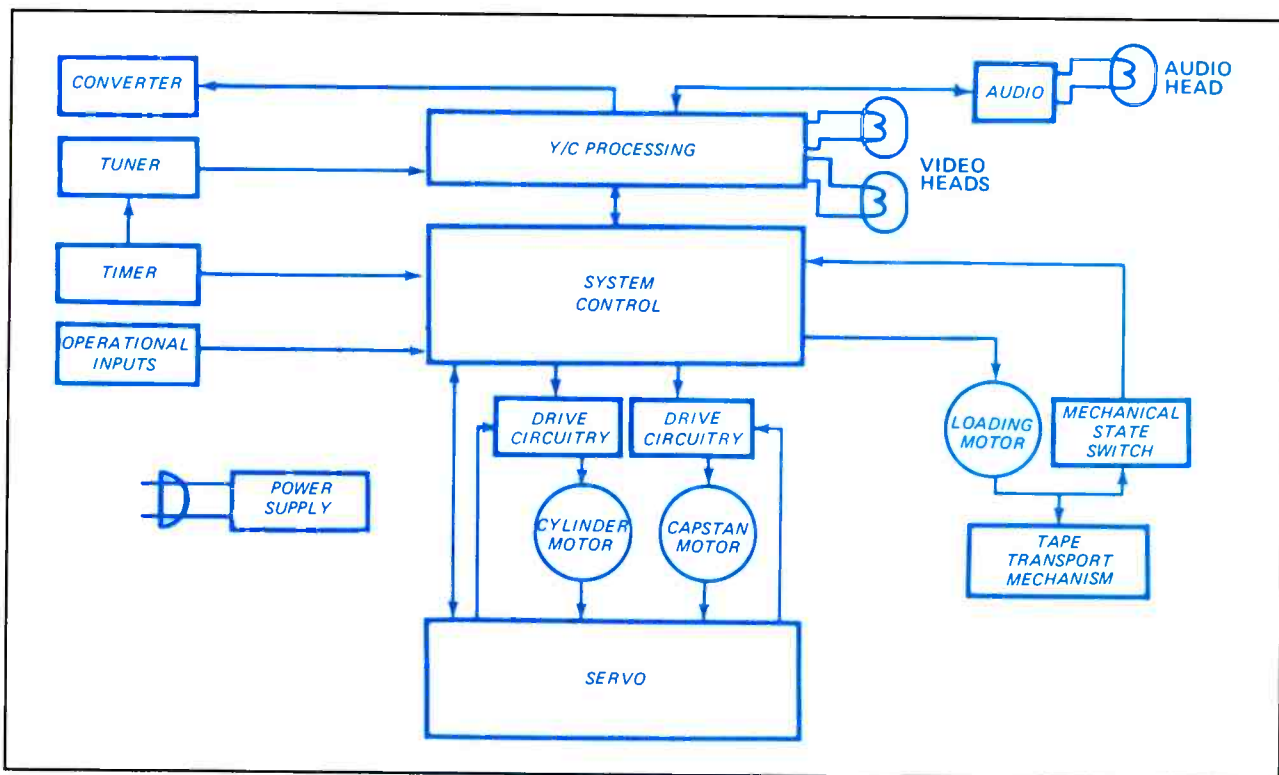 CONVERTER
AUDIO
AUDIO
HEAD
Y/C PROCESSING
TUNER
VIDEO
HEADS
TIMER
SYSTEM
CONTROL
OPERATIONAL
INPUTS
DRIVE
CIRCUITRY
DRIVE
CIRCUITRY
LOADING
MOTOR
MECHANICAL
STATE
SWITCH
POWER
SUPPLY
CYLINDER
MOTOR
CAPSTAN
MOTOR
TAPE
TRANSPORT
MECHANISM
SERVO